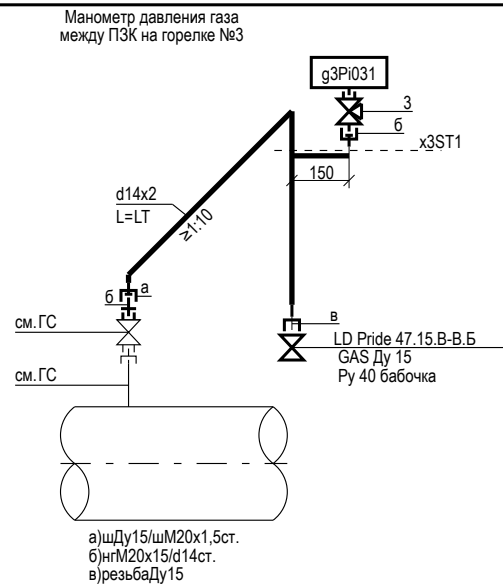 Манометр давления газа
между ПЗК на горелке №3
g3Pi031
3
б
x3ST1
150
d14x2
L=LT
≥1:10
а
б
см.ГС
в
LD Pride 47.15.В-В.Б
GAS Ду 15
Ру 40 бабочка
см.ГС
а)шДу15/шМ20х1,5ст.
б)нгМ20х15/d14ст.
в)резьбаДу15